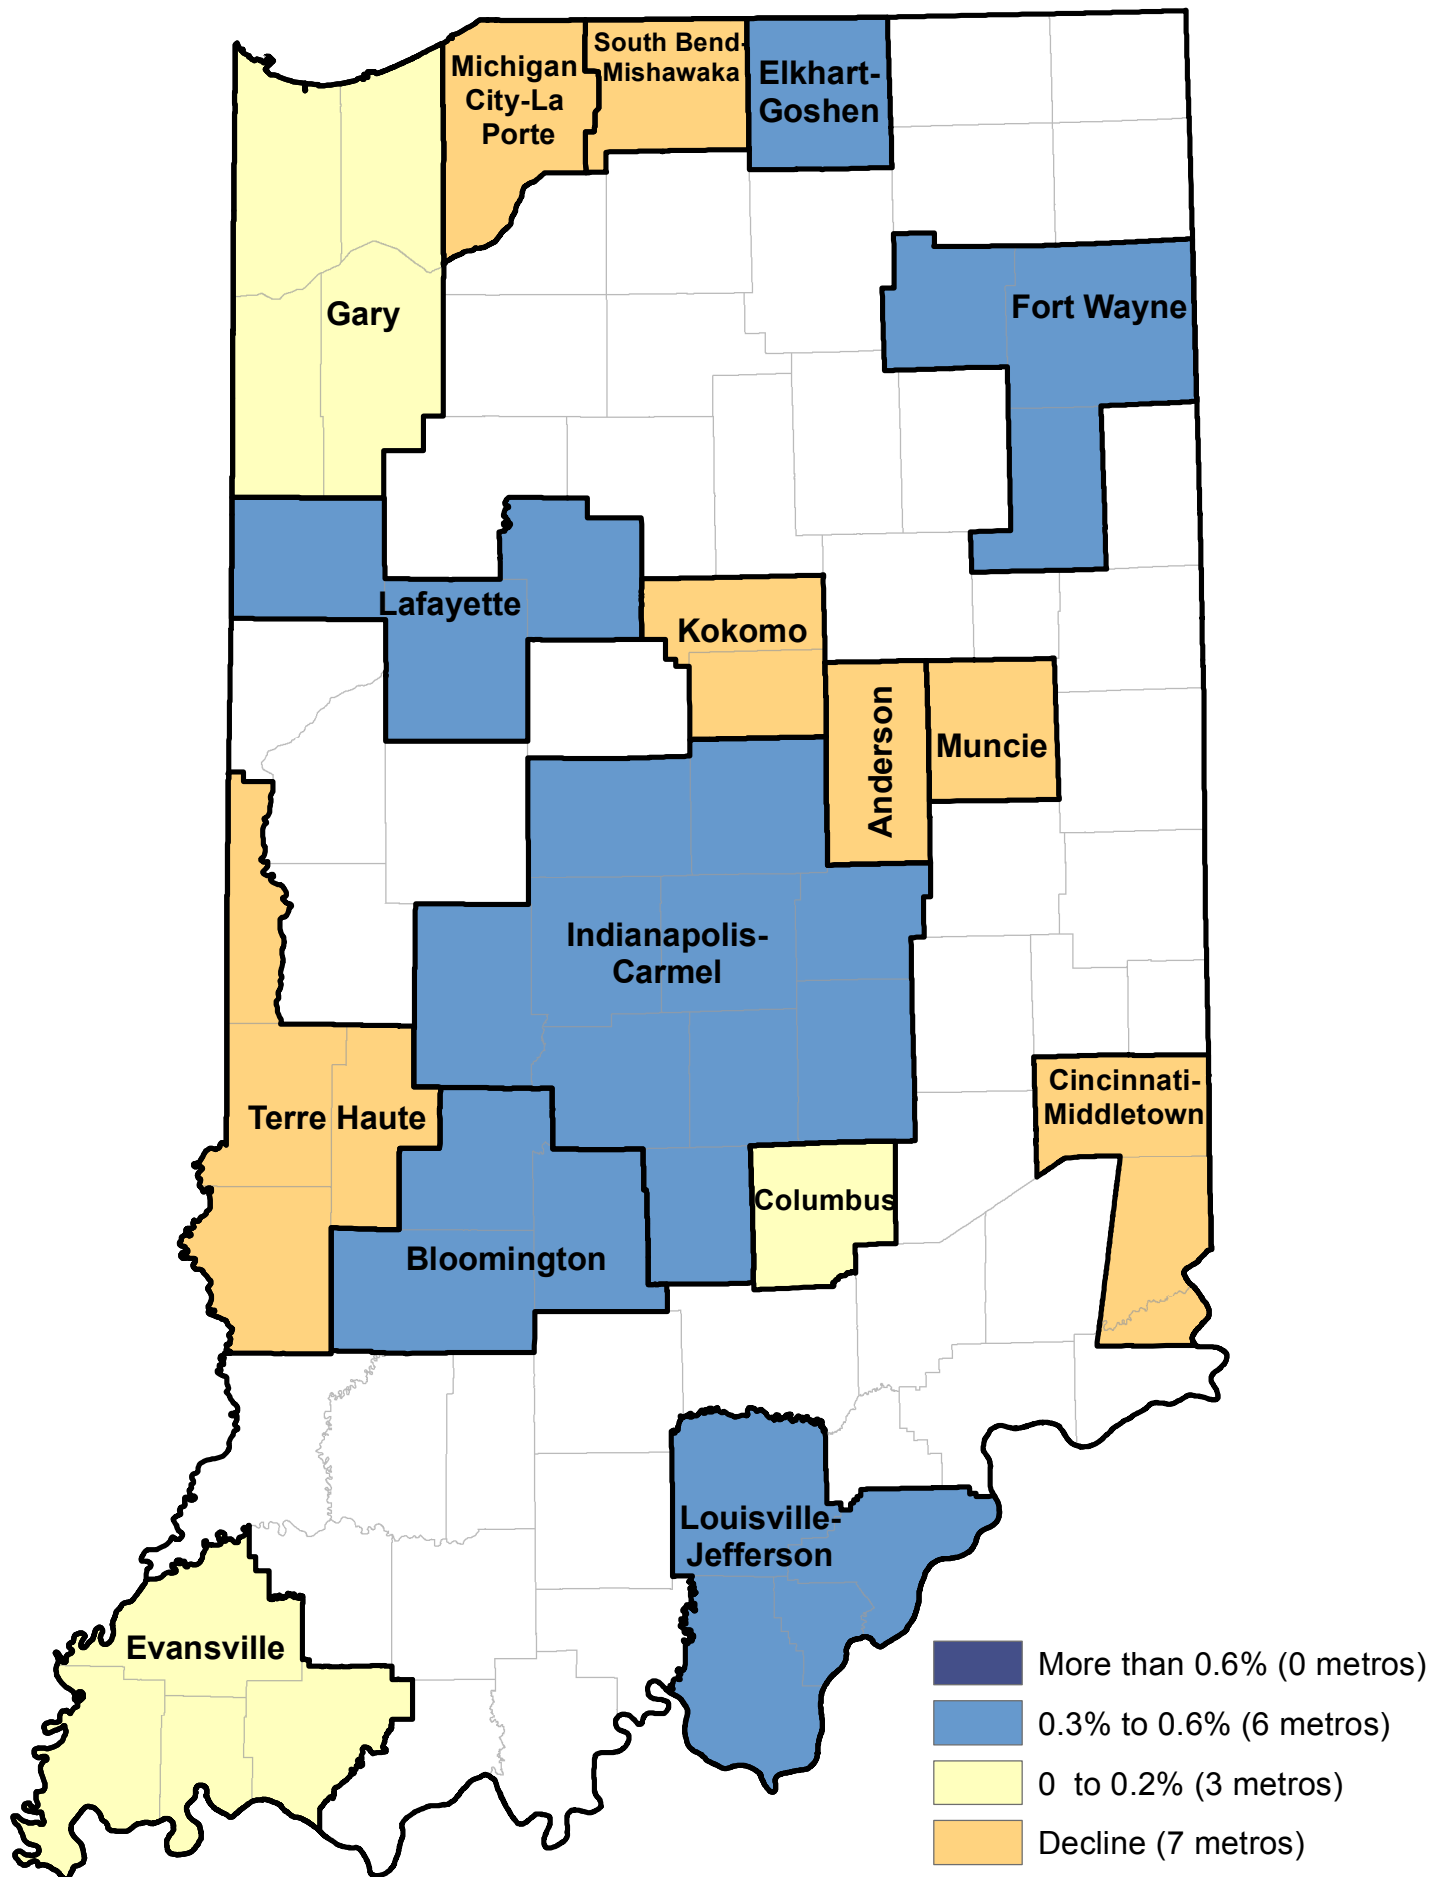 South Bend-
Mishawaka
Michigan
City-La
Porte
Elkhart-
Goshen
Gary
Fort Wayne
Lafayette
Kokomo
Anderson
Muncie
Indianapolis-
Carmel
Terre Haute
Cincinnati-
Middletown
Columbus
Bloomington
Louisville-
Jefferson
Evansville
More than 0.6% (0 metros)
0.3% to 0.6% (6 metros)
0  to 0.2% (3 metros)
Decline (7 metros)